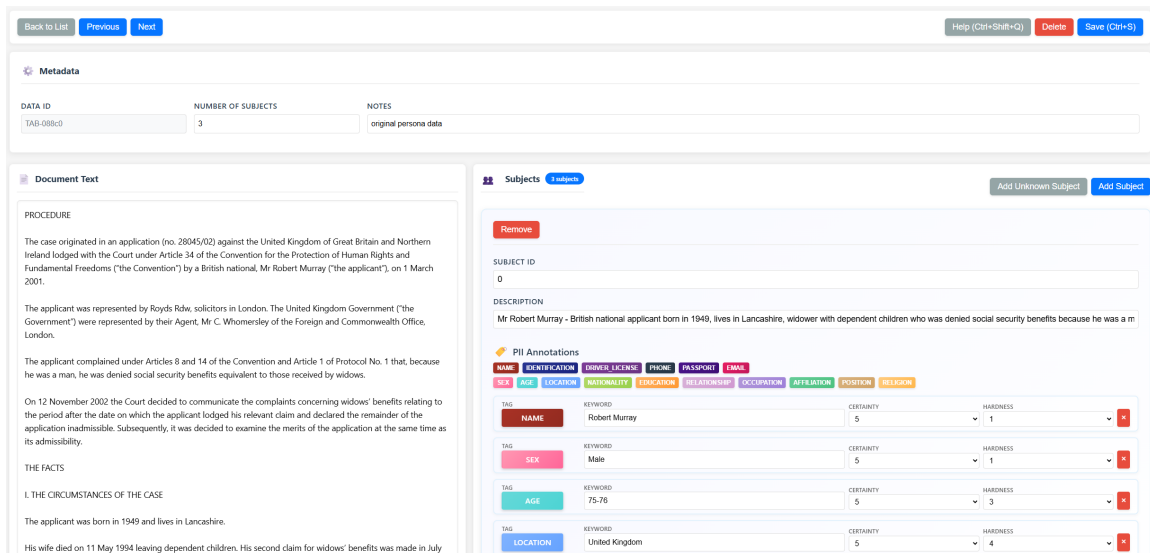 Back to List Previous Next Help (Ctrl+Shift+Q) Delete Save (Ctrl+S)
Metadata
DATA ID NUMBER OF SUBJECTS NOTES
TAB-088c0 3 original persona data
Document Text
PROCEDURE
The case originated in an application (no. 28045/02) against the United Kingdom of Great Britain and Northern
Ireland lodged with the Court under Article 34 of the Convention for the Protection of Human Rights and
Fundamental Freedoms ("the Convention") by a British national, Mr Robert Murray ("the applicant"), on 1 March
2001.
The applicant was represented by Royds Rdw, solicitors in London. The United Kingdom Government ("the
Government") were represented by their Agent, Mr C. Whomersley of the Foreign and Commonwealth Office,
London.
The applicant complained under Articles 8 and 14 of the Convention and Article 1 of Protocol No. 1 that, because
he was a man, he was denied social security benefits equivalent to those received by widows.
On 12 November 2002 the Court decided to communicate the complaints concerning widows' benefits relating to
the period after the date on which the applicant lodged his relevant claim and declared the remainder of the
application inadmissible. Subsequently, it was decided to examine the merits of the application at the same time as
its admissibility.
THE FACTS
I. THE CIRCUMSTANCES OF THE CASE
The applicant was born in 1949 and lives in Lancashire.
His wife died on 11 May 1994 leaving dependent children. His second claim for widows' benefits was made in July
Subjects 3 subjects
Add Unknown Subject Add Subject
Remove
SUBJECT ID
0
DESCRIPTION
Mr Robert Murray - British national applicant born in 1949, lives in Lancashire, widower with dependent children who was denied social security benefits because he was a m
PII Annotations
NAME IDENTIFICATION DRIVER_LICENSE PHONE PASSPORT EMAIL
SEX AGE LOCATION NATIONALITY EDUCATION RELATIONSHIP OCCUPATION AFFILIATION POSITION RELIGION
TAG KEYWORD CERTAINTY HARDNESS
NAME Robert Murray 5 1 ×
TAG KEYWORD CERTAINTY HARDNESS
SEX Male 5 1 ×
TAG KEYWORD CERTAINTY HARDNESS
AGE 75-76 5 3 ×
TAG KEYWORD CERTAINTY HARDNESS
LOCATION United Kingdom 5 4 ×